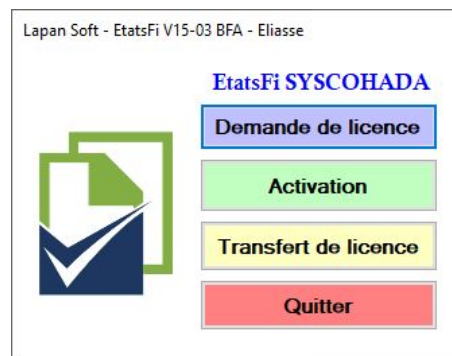 Lapan Soft - EtatsFi V15-03 BFA - Eliasse
EtatsFi SYSCOHADA
Demande de licence
Activation
Transfert de licence
Quitter